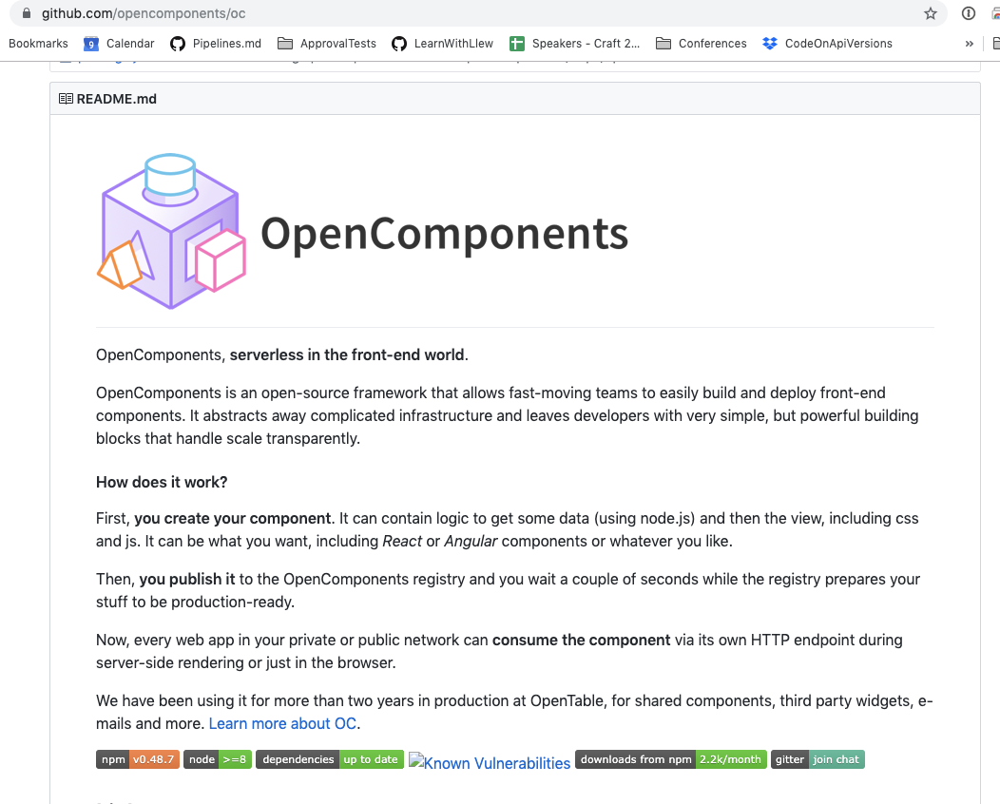 github.com/opencomponents/oc
Bookmarks 9 Calendar Pipelines.md ApprovalTests LearnWithLlew Speakers - Craft 2... Conferences CodeOnApiVersions »
README.md
OpenComponents
OpenComponents, serverless in the front-end world.
OpenComponents is an open-source framework that allows fast-moving teams to easily build and deploy front-end
components. It abstracts away complicated infrastructure and leaves developers with very simple, but powerful building
blocks that handle scale transparently.
How does it work?
First, you create your component. It can contain logic to get some data (using node.js) and then the view, including css
and js. It can be what you want, including React or Angular components or whatever you like.
Then, you publish it to the OpenComponents registry and you wait a couple of seconds while the registry prepares your
stuff to be production-ready.
Now, every web app in your private or public network can consume the component via its own HTTP endpoint during
server-side rendering or just in the browser.
We have been using it for more than two years in production at OpenTable, for shared components, third party widgets, e-
mails and more. Learn more about OC.
npm v0.48.7 node >=8 dependencies up to date Known Vulnerabilities downloads from npm 2.2k/month gitter join chat